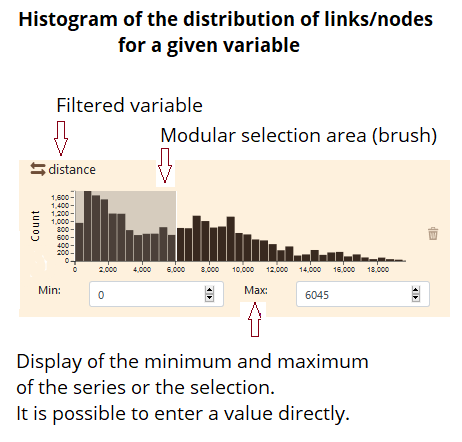 Histogram of the distribution of links/nodes
for a given variable
Filtered variable
Modular selection area (brush)
distance
Count
1,600
1,200
1,000
800
600
400
200
0
0 2,000 4,000 6,000 8,000 10,000 12,000 14,000 16,000 18,000
Min: 0 Max: 6045
Display of the minimum and maximum
of the series or the selection.
It is possible to enter a value directly.